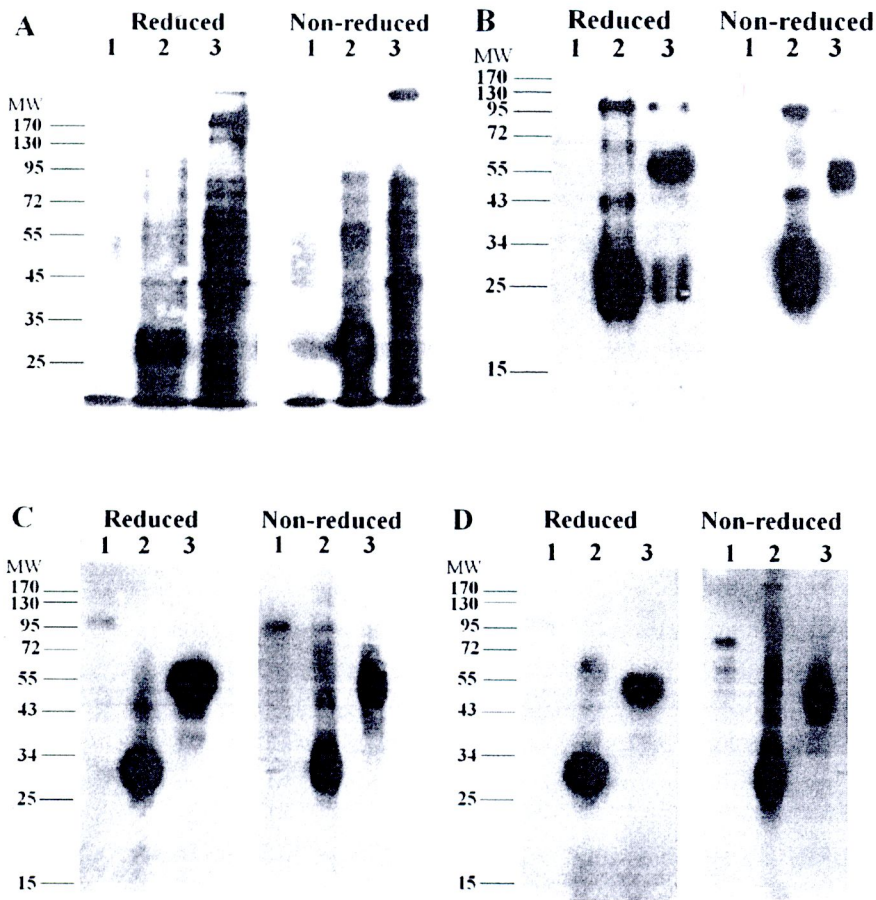 A Reduced Non-reduced
1 2 3 1 2 3
MW
170
130
95
72
55
45
35
25
B Reduced Non-reduced
1 2 3 1 2 3
MW
170
130
95
72
55
43
34
25
15
C Reduced Non-reduced
1 2 3 1 2 3
MW
170
130
95
72
55
43
34
25
15
D Reduced Non-reduced
1 2 3 1 2 3
MW
170
130
95
72
55
43
34
25
15